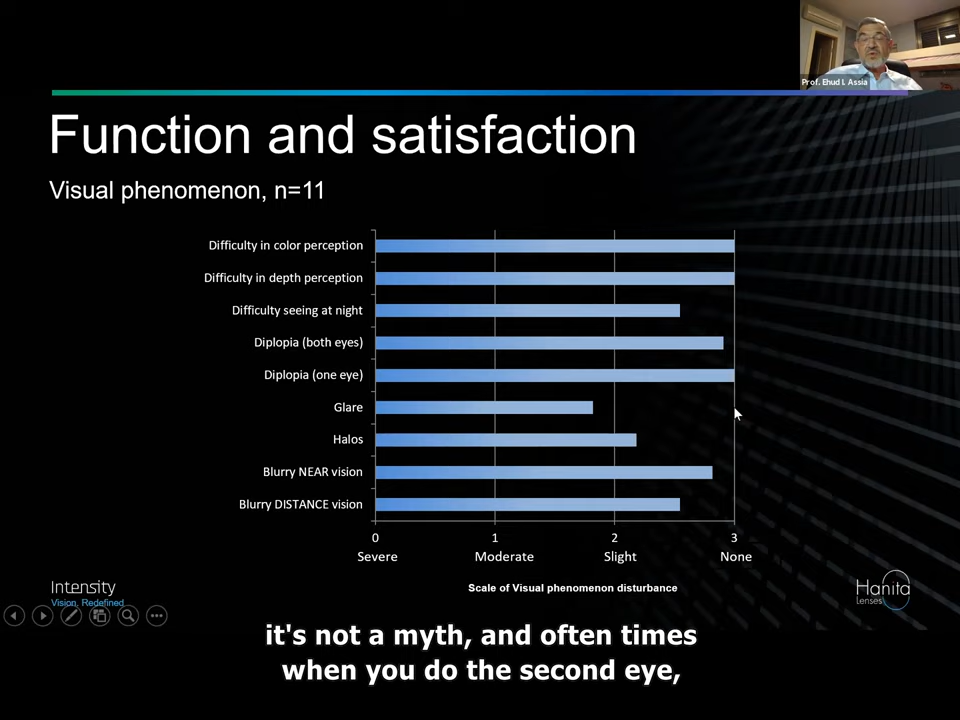 Prof. Ehud I. Assia
Function and satisfaction
Visual phenomenon, n=11
Difficulty in color perception
Difficulty in depth perception
Difficulty seeing at night
Diplopia (both eyes)
Diplopia (one eye)
Glare
Halos
Blurry NEAR vision
Blurry DISTANCE vision
0 1 2 3
Severe Moderate Slight None
Scale of Visual phenomenon disturbance
Intensity
Vision. Redefined
Hanita
Lenses
it's not a myth, and often times
when you do the second eye,